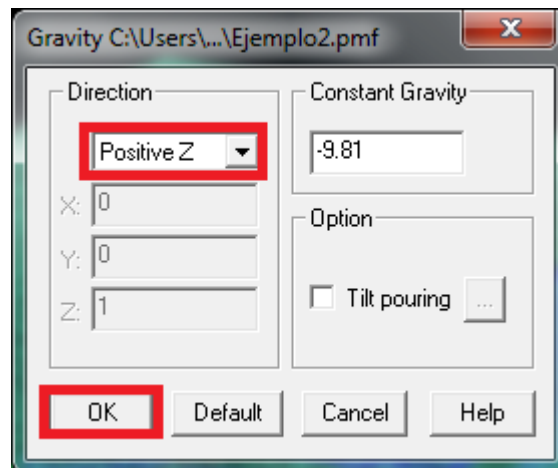 Gravity C:\Users\...\Ejemplo2.pmf
x
Direction
Positive Z
X: 0
Y: 0
Z: 1
Constant Gravity
-9.81
Option
Tilt pouring ...
OK Default Cancel Help